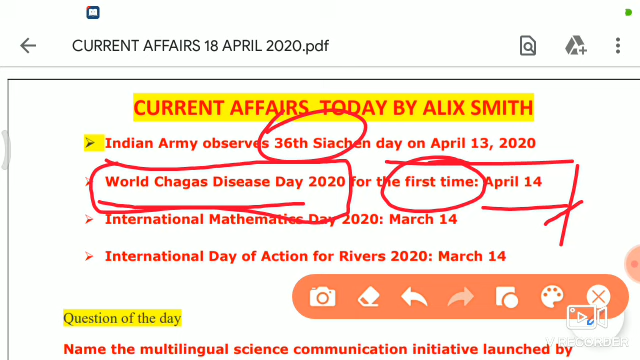 CURRENT AFFAIRS 18 APRIL 2020.pdf
CURRENT AFFAIRS TODAY BY ALIX SMITH
Indian Army observes 36th Siachen day on April 13, 2020
World Chagas Disease Day 2020 for the first time: April 14
International Mathematics Day 2020: March 14
International Day of Action for Rivers 2020: March 14
Question of the day
V RECORDER
Name the multilingual science communication initiative launched by